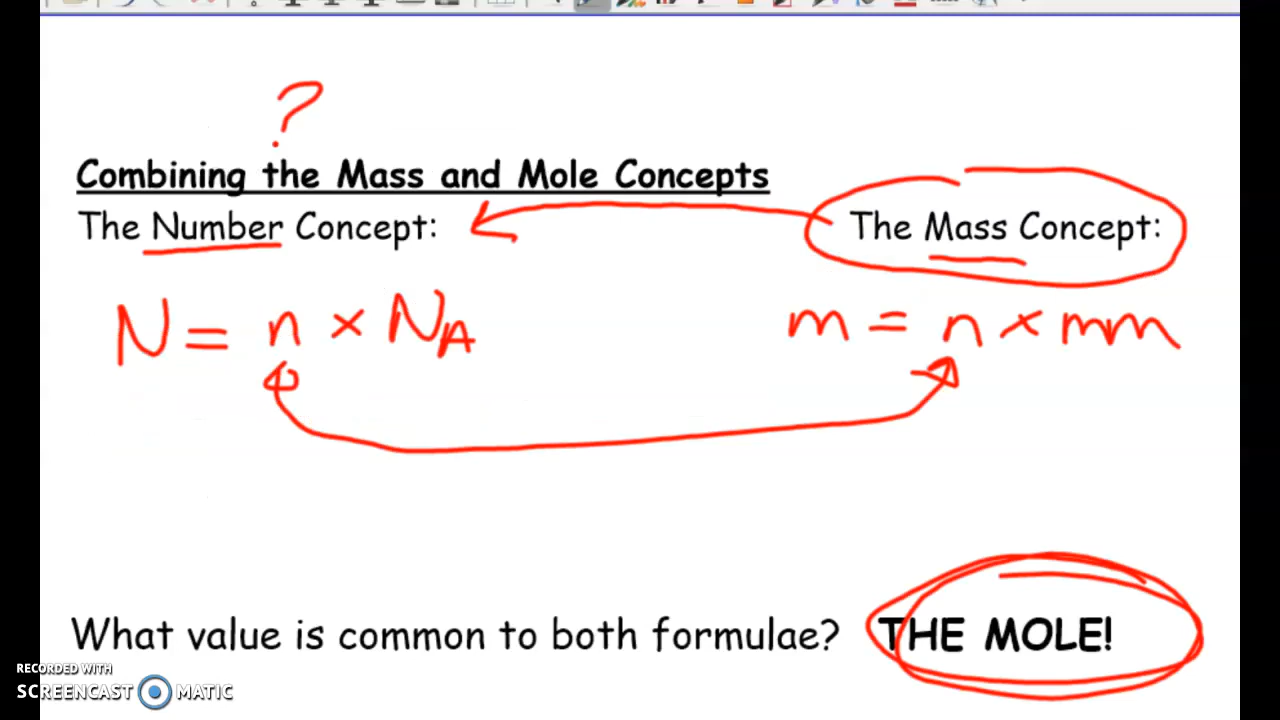 ?
Combining the Mass and Mole Concepts
The Number Concept: The Mass Concept:
N = n × NA m = n × mm
What value is common to both formulae? THE MOLE!
RECORDED WITH
SCREENCAST MATIC